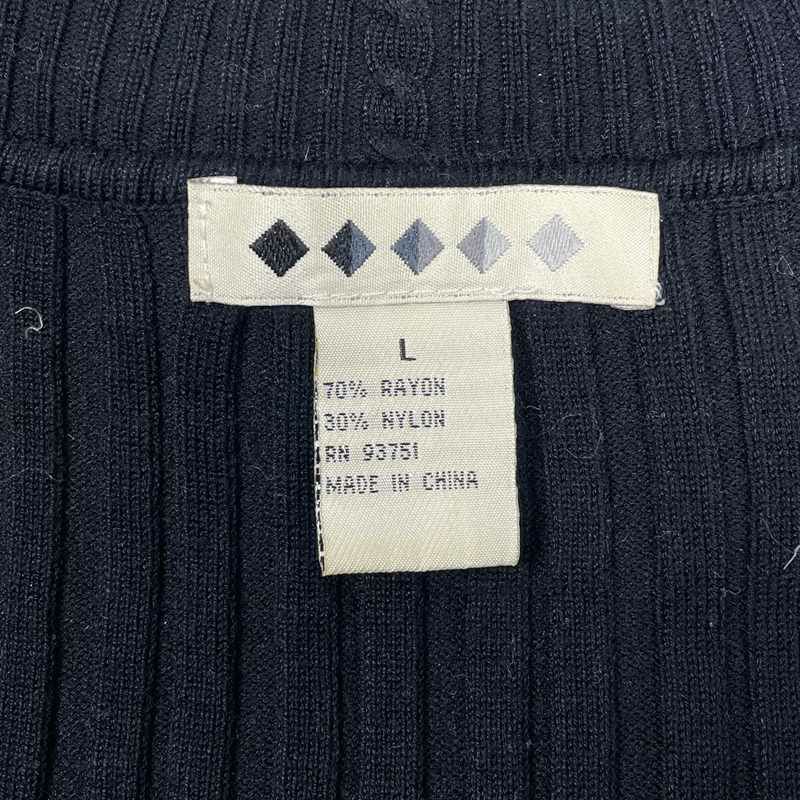 L
70% RAYON
30% NYLON
RN 93751
MADE IN CHINA